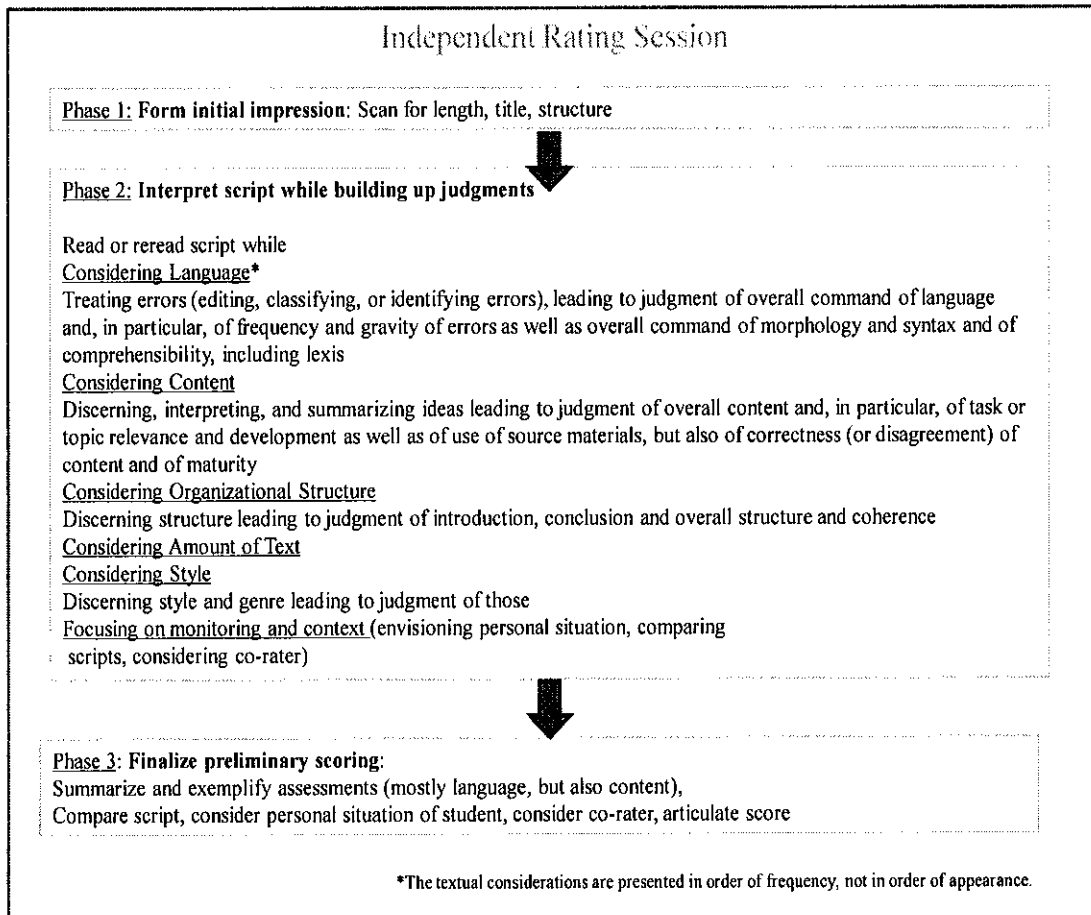 Independent Rating Session
Phase 1: Form initial impression: Scan for length, title, structure
Phase 2: Interpret script while building up judgments
Read or reread script while
Considering Language*
Treating errors (editing, classifying, or identifying errors), leading to judgment of overall command of language
and, in particular, of frequency and gravity of errors as well as overall command of morphology and syntax and of
comprehensibility, including lexis
Considering Content
Discerning, interpreting, and summarizing ideas leading to judgment of overall content and, in particular, of task or
topic relevance and development as well as of use of source materials, but also of correctness (or disagreement) of
content and of maturity
Considering Organizational Structure
Discerning structure leading to judgment of introduction, conclusion and overall structure and coherence
Considering Amount of Text
Considering Style
Discerning style and genre leading to judgment of those
Focusing on monitoring and context (envisioning personal situation, comparing
scripts, considering co-rater)
Phase 3: Finalize preliminary scoring:
Summarize and exemplify assessments (mostly language, but also content),
Compare script, consider personal situation of student, consider co-rater, articulate score
*The textual considerations are presented in order of frequency, not in order of appearance.